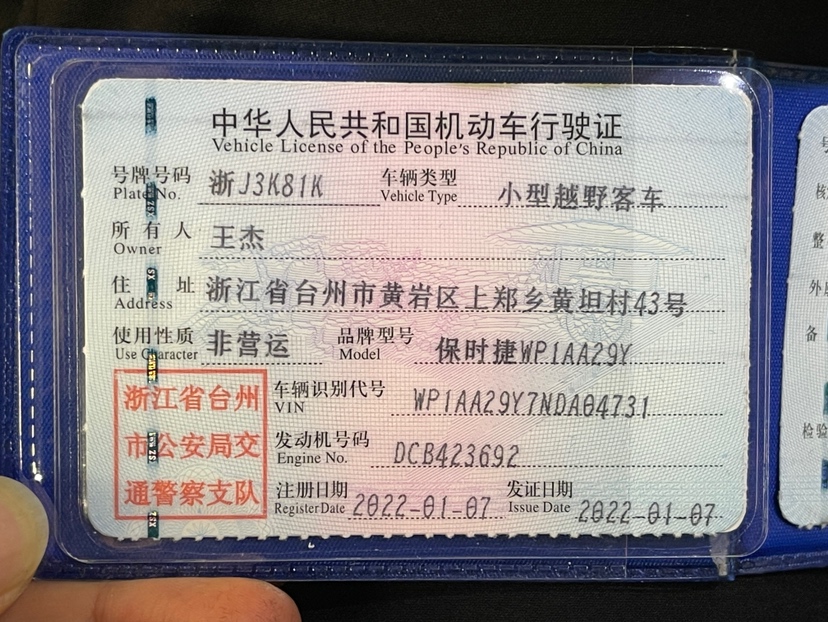 中华人民共和国机动车行驶证
Vehicle License of the People's Republic of China
号牌号码 浙J3K81K 车辆类型 小型越野客车
Plate No. Vehicle Type
所有人 王杰
Owner
住址 浙江省台州市黄岩区上郑乡黄坦村43号
Address
使用性质 非营运 品牌型号 保时捷WP1AA29Y
Use Character Model
浙江省台州 车辆识别代号 WP1AA29Y7NDA04731
VIN
市公安局交 发动机号码 DCB423692
Engine No.
通警察支队 注册日期 2022-01-07 发证日期 2022-01-07
Register Date Issue Date
号
核
整
外
备
检验